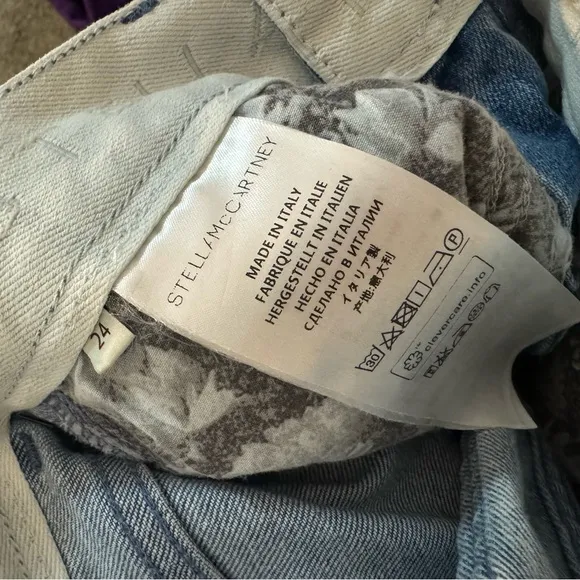 STELLA McCARTNEY
MADE IN ITALY
FABRIQUE EN ITALIE
HERGESTELLT IN ITALIEN
HECHO EN ITALIA
СДЕЛАНО В ИТАЛИИ
イタリア製
产地:意大利
30 P
clevercare.info
24